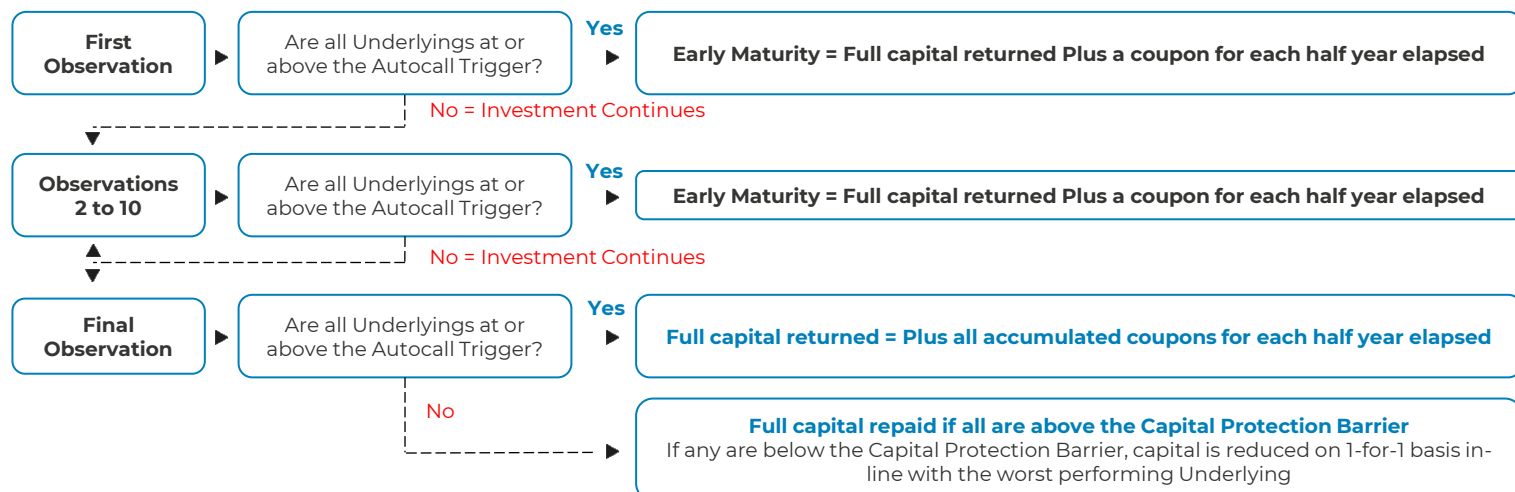 First
Observation
Are all Underlyings at or
above the Autocall Trigger?
Yes
Early Maturity = Full capital returned Plus a coupon for each half year elapsed
No = Investment Continues
Observations
2 to 10
Are all Underlyings at or
above the Autocall Trigger?
Yes
Early Maturity = Full capital returned Plus a coupon for each half year elapsed
No = Investment Continues
Final
Observation
Are all Underlyings at or
above the Autocall Trigger?
Yes
Full capital returned = Plus all accumulated coupons for each half year elapsed
No
Full capital repaid if all are above the Capital Protection Barrier
If any are below the Capital Protection Barrier, capital is reduced on 1-for-1 basis in-
line with the worst performing Underlying